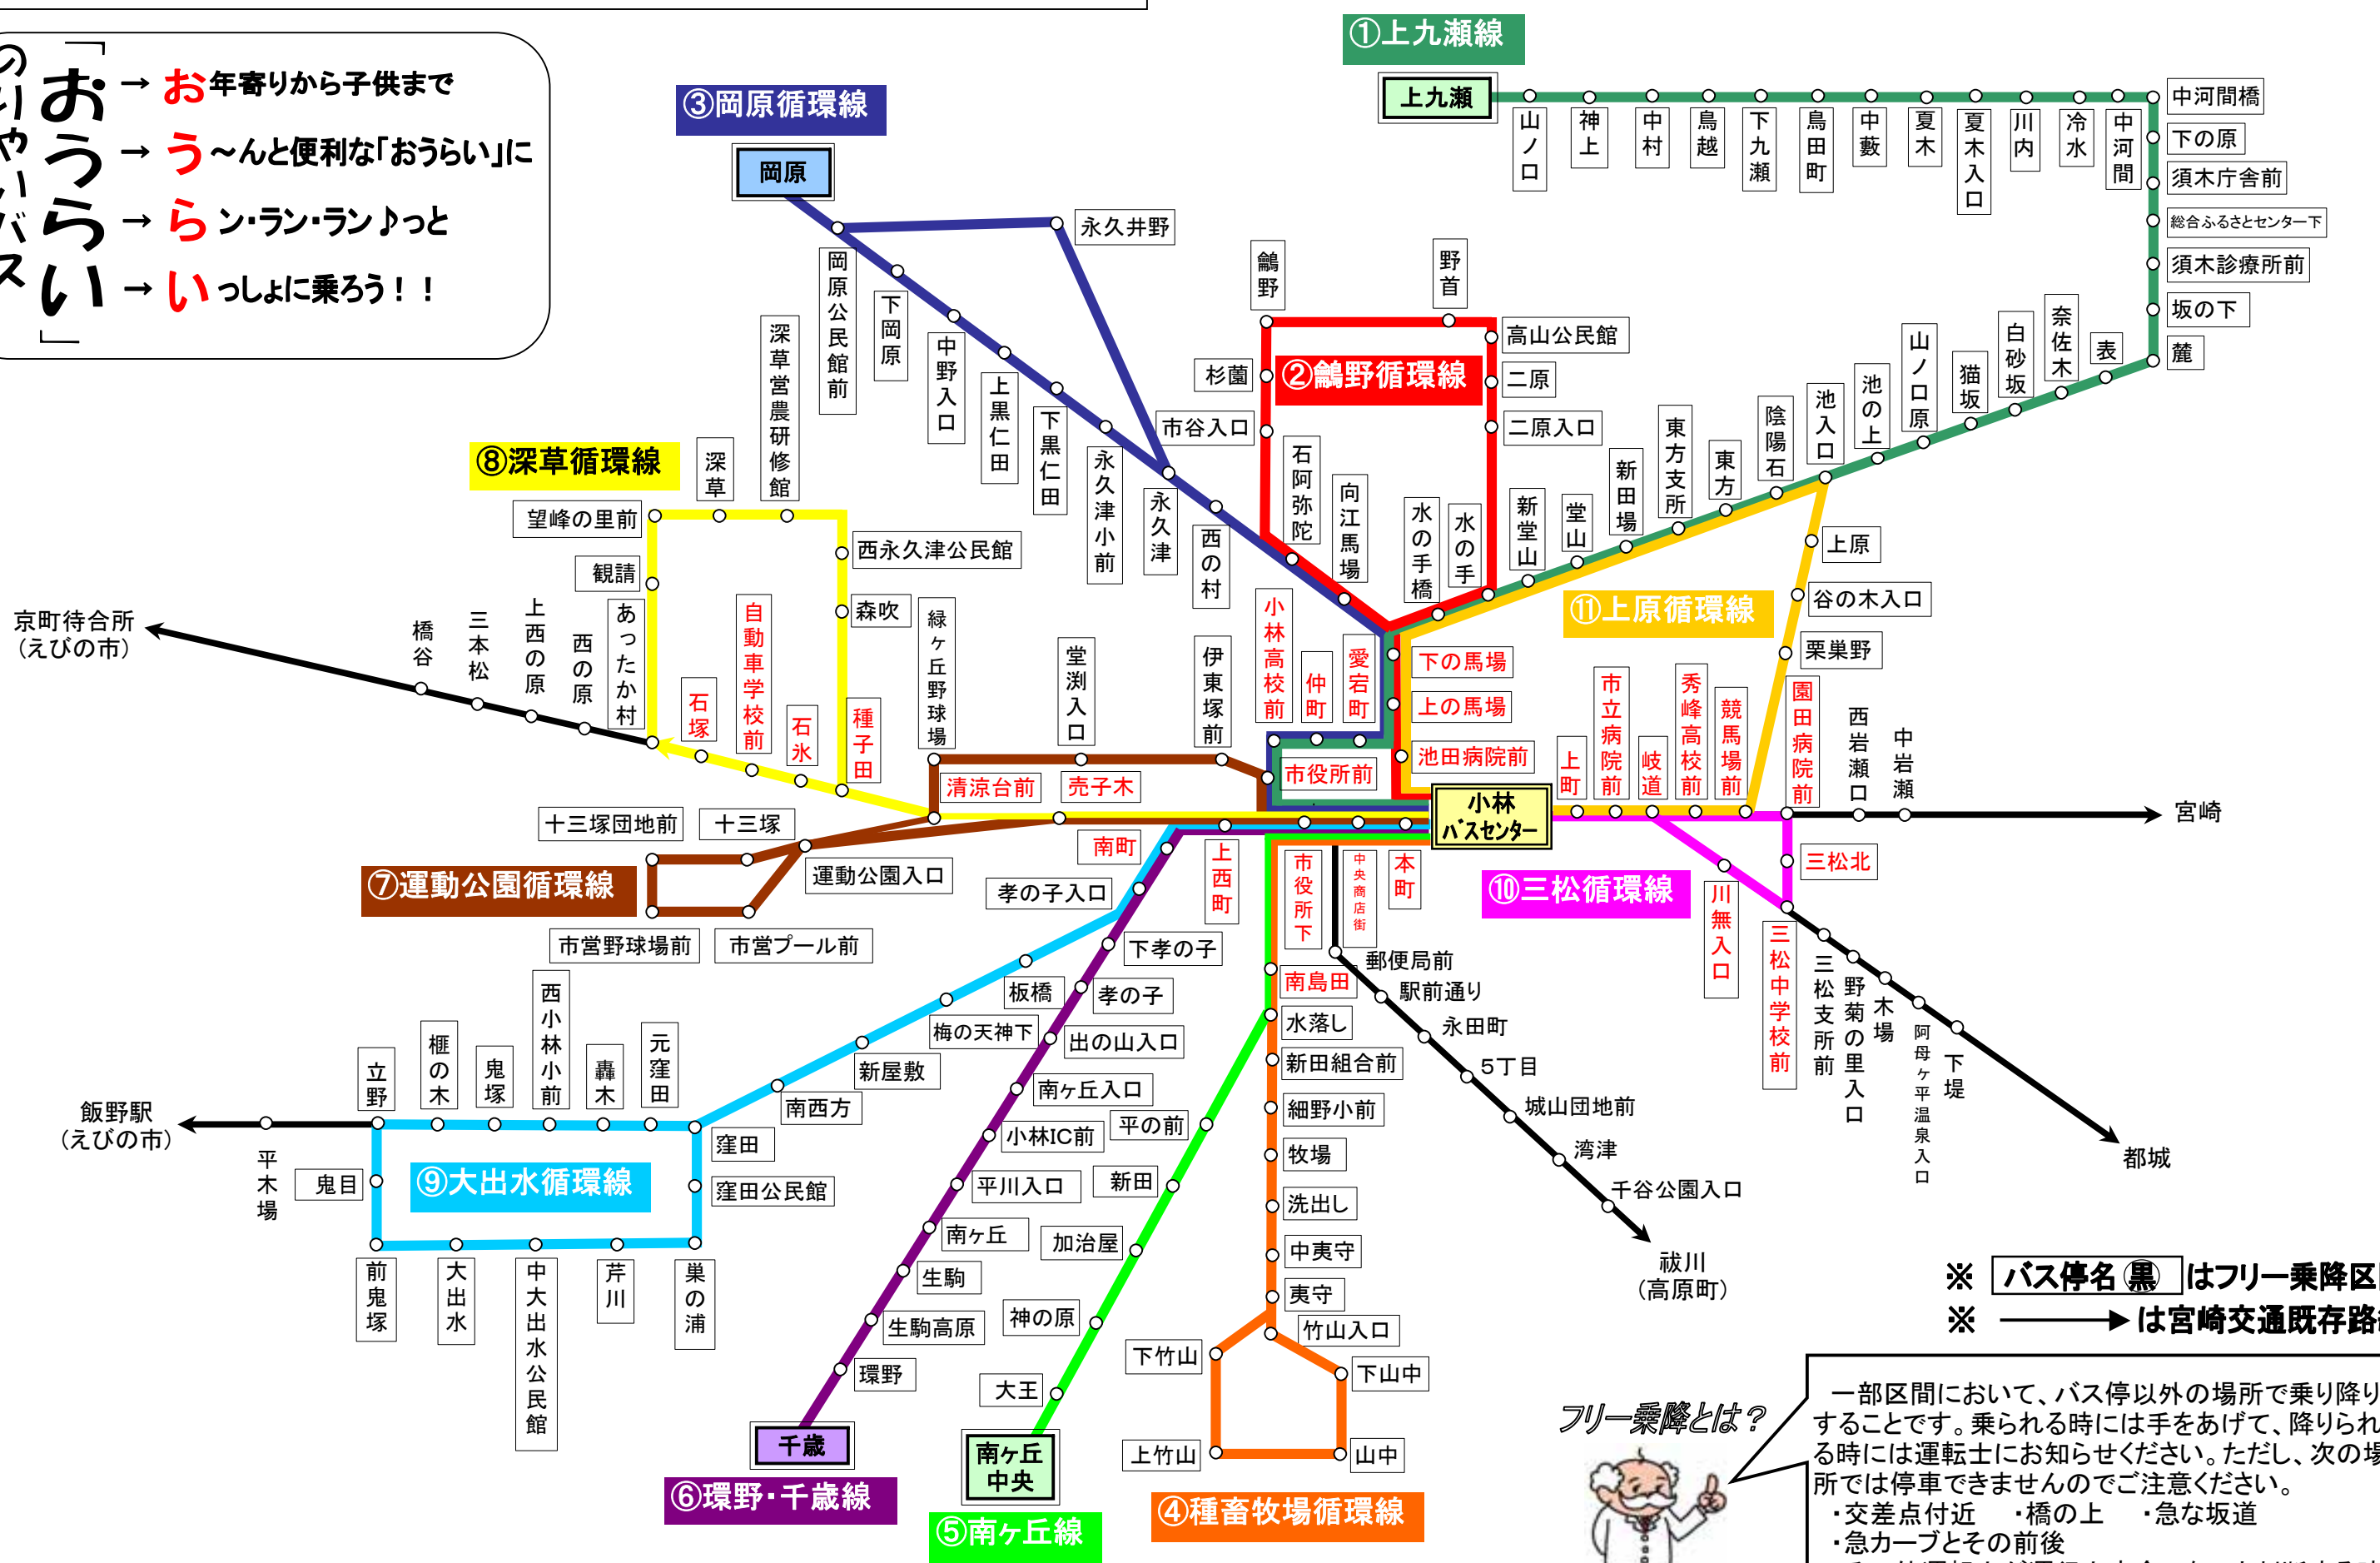 のりやいバス
「おうらい」
→ お年寄りから子供まで
→ う～んと便利な「おうらい」に
→ らン・ラン・ラン♪っと
→ いっしょに乗ろう！！
①上九瀬線
上九瀬
山ノ口
神上
中村
鳥越
下九瀬
鳥田町
中藪
夏木
夏木入口
川内
冷水
中河間
中河間橋
下の原
須木庁舎前
総合ふるさとセンター下
須木診療所前
坂の下
麓
表
奈佐木
白砂坂
猫坂
山ノ口原
池の上
池入口
陰陽石
東方
東方支所
新田場
堂山
新堂山
水の手
水の手橋
③岡原循環線
岡原
岡原公民館前
永久井野
下岡原
中野入口
上黒仁田
下黒仁田
永久津小前
永久津
西の村
②鸙野循環線
鸙野
野首
高山公民館
二原
二原入口
杉薗
市谷入口
石阿弥陀
向江馬場
⑧深草循環線
深草
深草営農研修館
望峰の里前
西永久津公民館
観請
森吹
あったか村
自動車学校前
石塚
石氷
種子田
京町待合所
（えびの市）
橋谷
三本松
上西の原
西の原
緑ヶ丘野球場
堂渕入口
伊東塚前
小林高校前
仲町
愛宕町
下の馬場
上の馬場
池田病院前
市役所前
清涼台前
売子木
⑪上原循環線
上原
谷の木入口
栗巣野
上町
市立病院前
岐道
秀峰高校前
競馬場前
園田病院前
西岩瀬口
中岩瀬
宮崎
小林
バスセンター
十三塚団地前
十三塚
運動公園入口
⑦運動公園循環線
市営野球場前
市営プール前
南町
上西町
市役所下
中央商店街
本町
⑩三松循環線
三松北
川無入口
三松中学校前
三松支所前
野菊の里入口
木場
阿母ヶ平温泉入口
下堤
都城
孝の子入口
下孝の子
孝の子
出の山入口
南ヶ丘入口
小林IC前
平川入口
南ヶ丘
生駒
生駒高原
環野
千歳
⑥環野・千歳線
板橋
梅の天神下
新屋敷
南西方
窪田
窪田公民館
元窪田
轟木
西小林小前
鬼塚
榧の木
立野
飯野駅
（えびの市）
平木場
鬼目
⑨大出水循環線
前鬼塚
大出水
中大出水公民館
芹川
巣の浦
南島田
水落し
新田組合前
細野小前
牧場
洗出し
中夷守
夷守
竹山入口
下竹山
下山中
上竹山
山中
④種畜牧場循環線
平の前
新田
加治屋
神の原
大王
南ヶ丘
中央
⑤南ヶ丘線
郵便局前
駅前通り
永田町
5丁目
城山団地前
湾津
千谷公園入口
祓川
（高原町）
※ バス停名 黒 はフリー乗降区
※ → は宮崎交通既存路
フリー乗降とは？
一部区間において、バス停以外の場所で乗り降り
することです。乗られる時には手をあげて、降りられ
る時には運転士にお知らせください。ただし、次の場
所では停車できませんのでご注意ください。
・交差点付近　・橋の上　・急な坂道
・急カーブとその前後